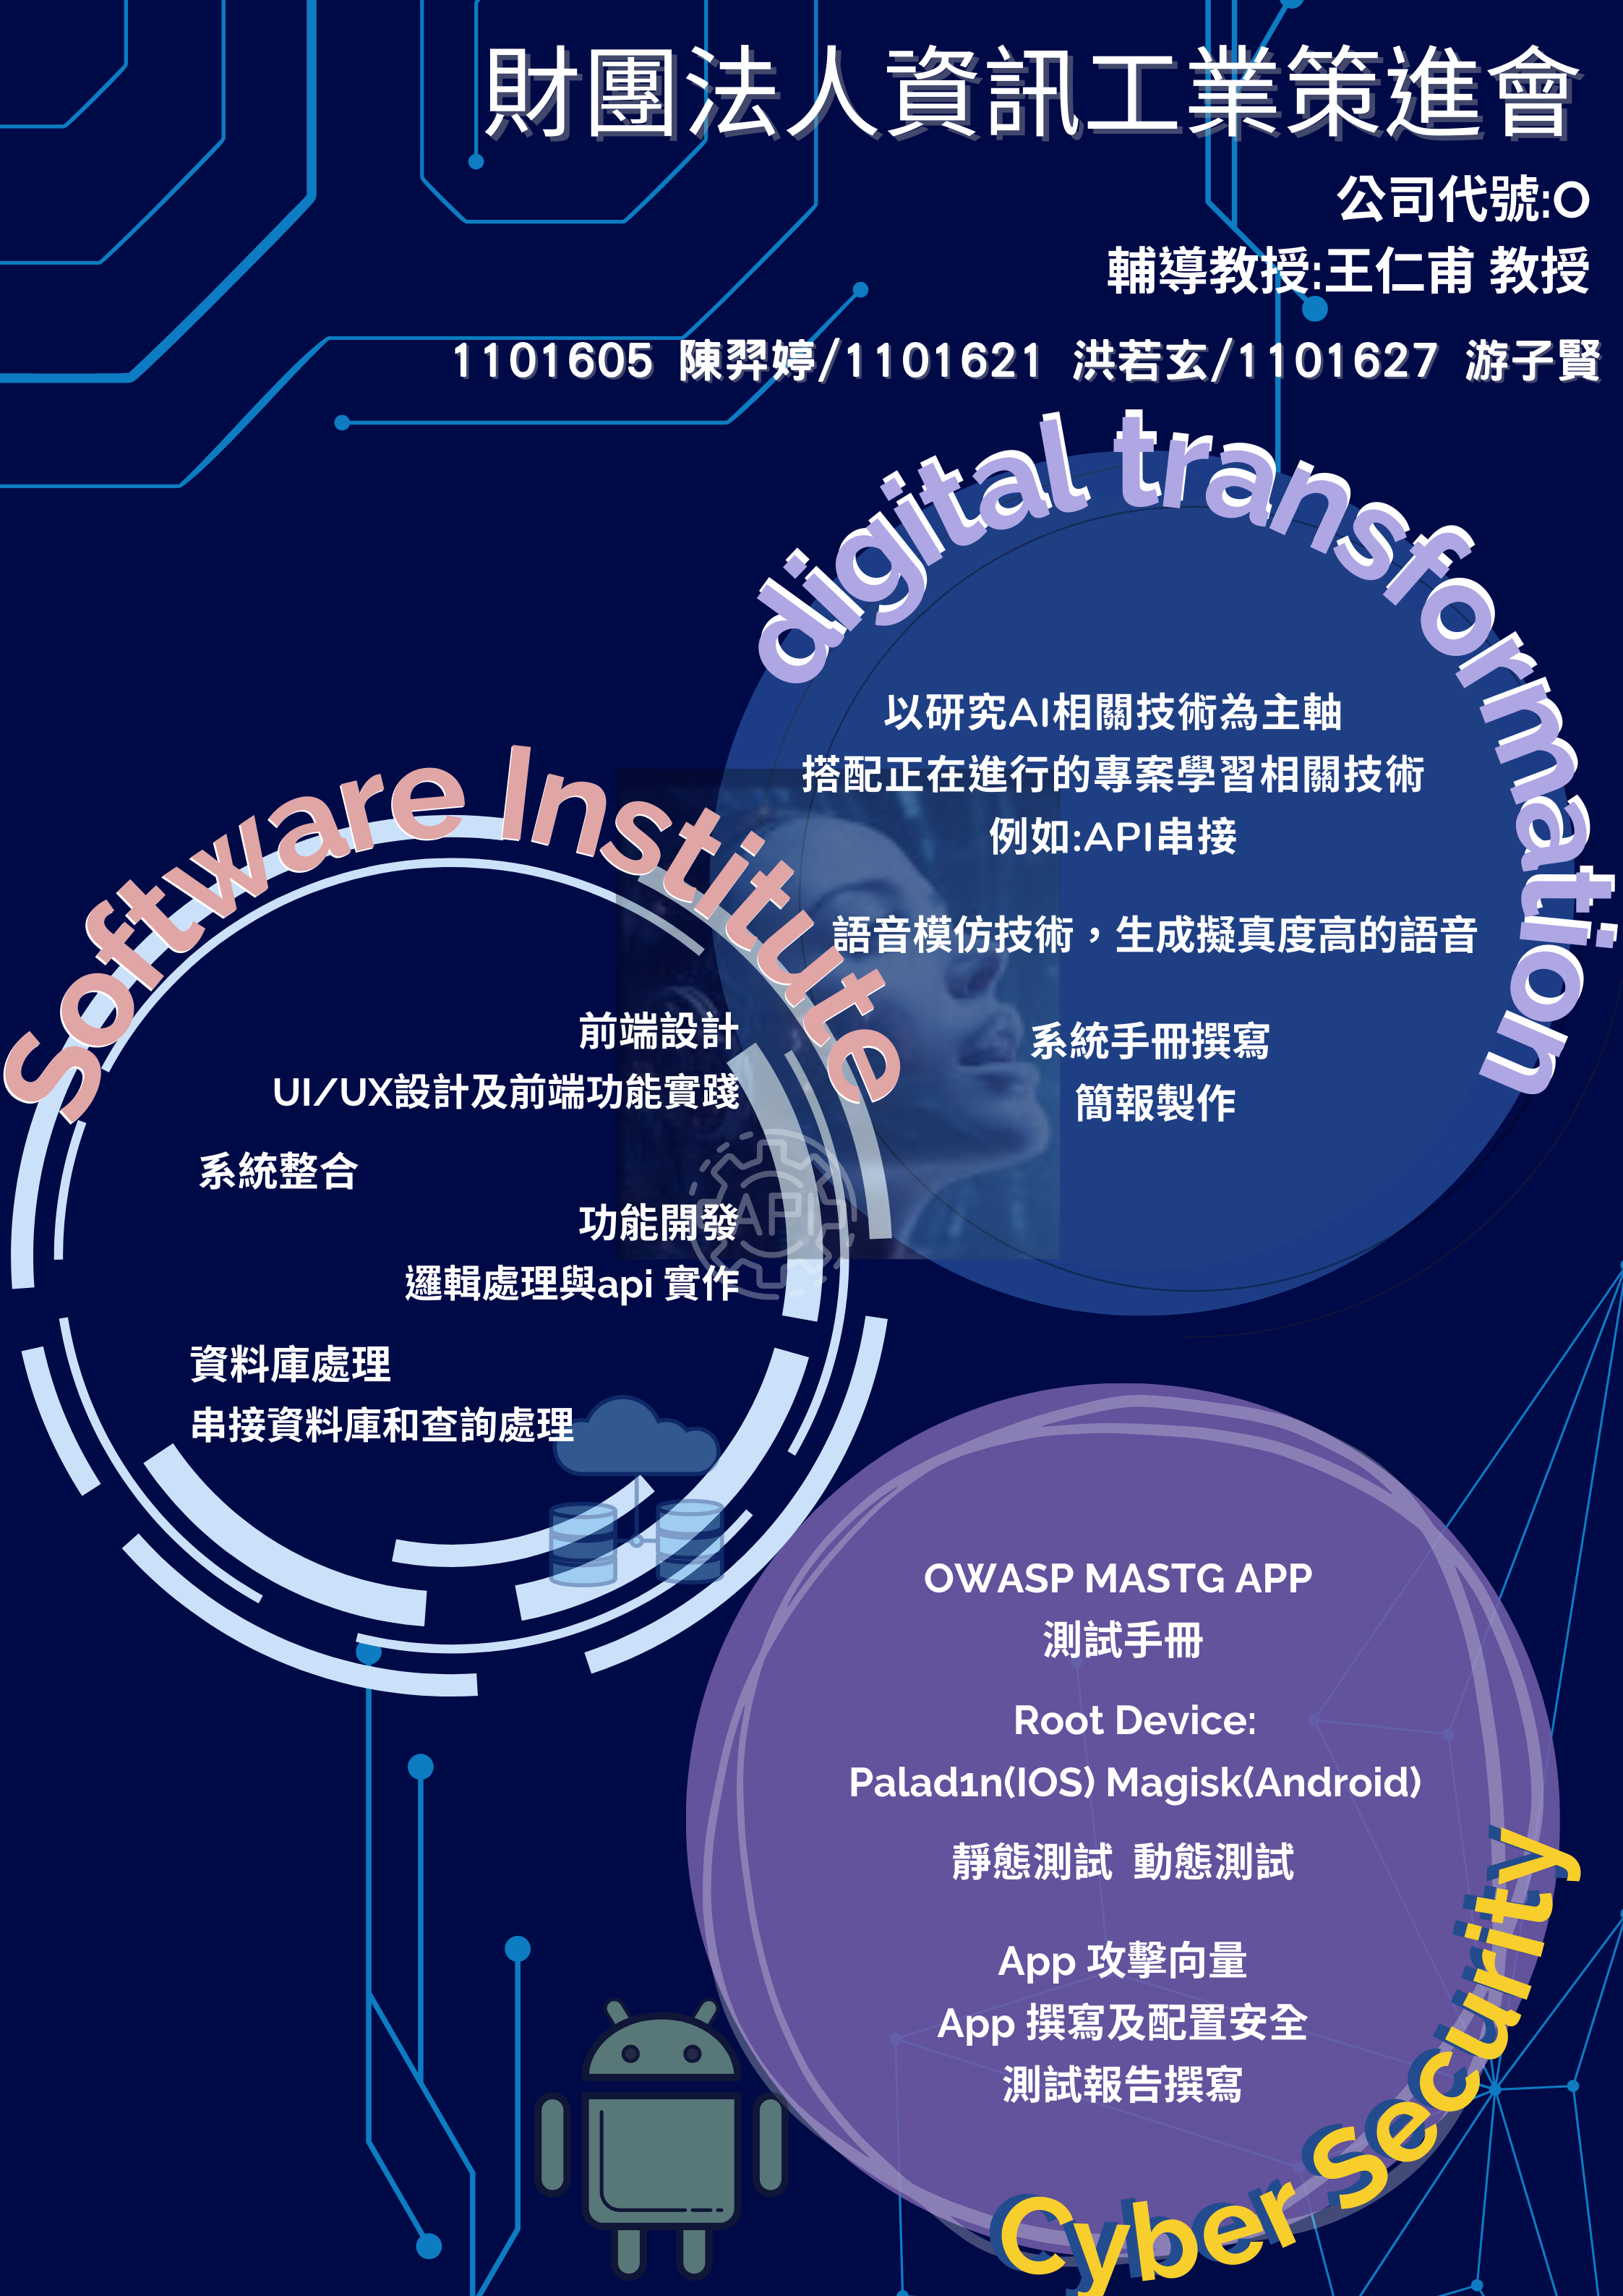 財團法人資訊工業策進會
公司代號:O
輔導教授:王仁甫 教授
1101605 陳羿婷/1101621 洪若玄/1101627 游子賢
digital transformation
以研究AI相關技術為主軸
搭配正在進行的專案學習相關技術
例如:API串接
語音模仿技術，生成擬真度高的語音
系統手冊撰寫
簡報製作
Software Institute
前端設計
UI/UX設計及前端功能實踐
系統整合
功能開發
邏輯處理與api 實作
資料庫處理
串接資料庫和查詢處理
API
OWASP MASTG APP
測試手冊
Root Device:
Palad1n(IOS) Magisk(Android)
靜態測試 動態測試
App 攻擊向量
App 撰寫及配置安全
測試報告撰寫
Cyber Security